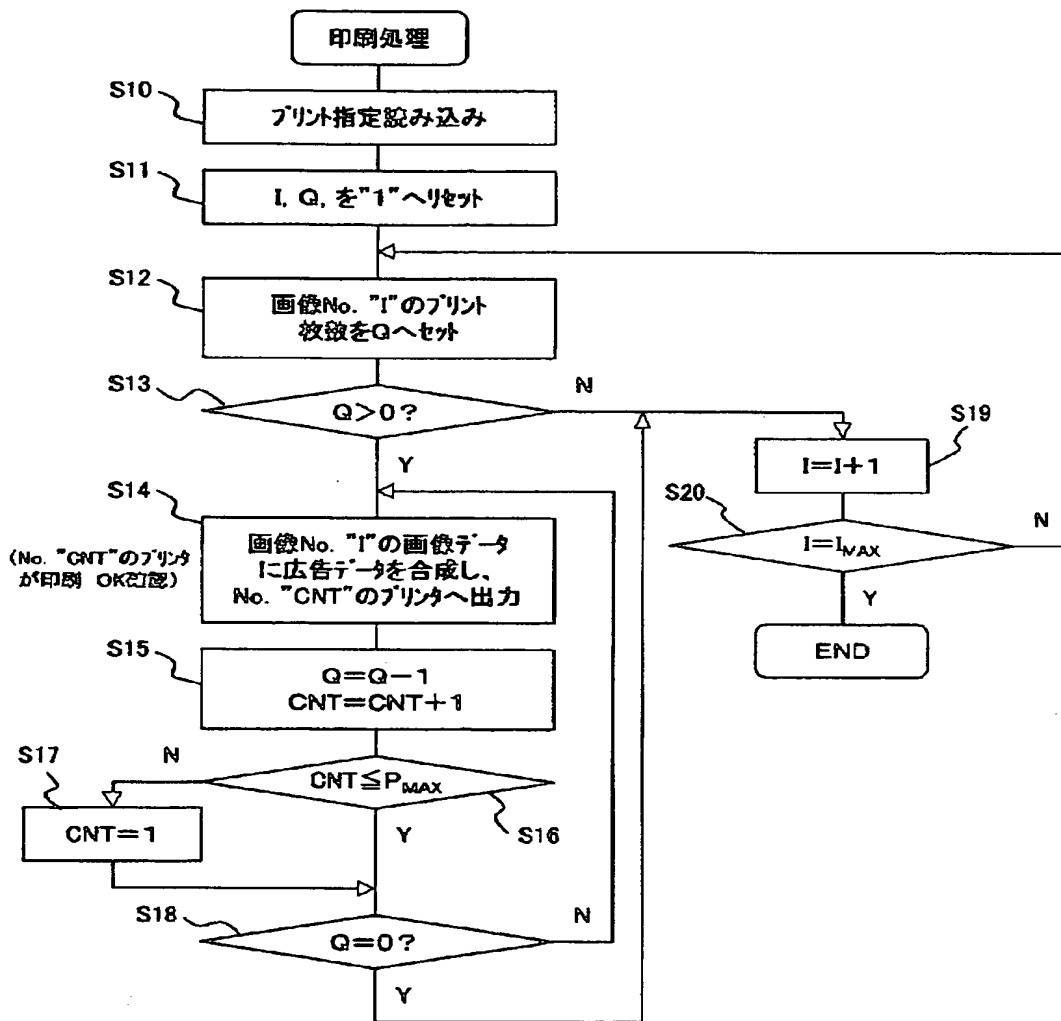 印刷処理
S10
プリント指定読み込み
S11
I, Q, を"1"へリセット
S12
画像No. "I"のプリント
枚数をQへセット
S13
Q>0?
N
Y
S19
I=I+1
S20
I=IMAX
N
Y
END
S14
(No. "CNT"のプリンタ
が印刷 OK確認)
画像No. "I"の画像データ
に広告データを合成し、
No. "CNT"のプリンタへ出力
S15
Q=Q-1
CNT=CNT+1
S16
CNT≦PMAX
N
Y
S17
CNT=1
S18
Q=0?
N
Y